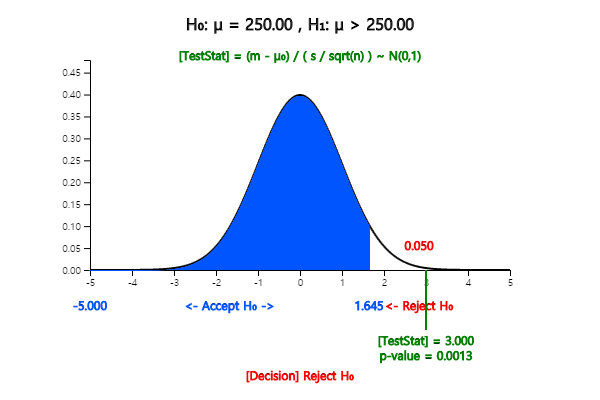 H₀: μ = 250.00 , H₁: μ > 250.00
[TestStat] = (m - μ₀) / ( s / sqrt(n) ) ~ N(0,1)
0.45
0.40
0.35
0.30
0.25
0.20
0.15
0.10
0.05
0.00
0.050
-5 -4 -3 -2 -1 0 1 2 3 4 5
-5.000 <- Accept H₀ -> 1.645 <- Reject H₀
[TestStat] = 3.000
p-value = 0.0013
[Decision] Reject H₀